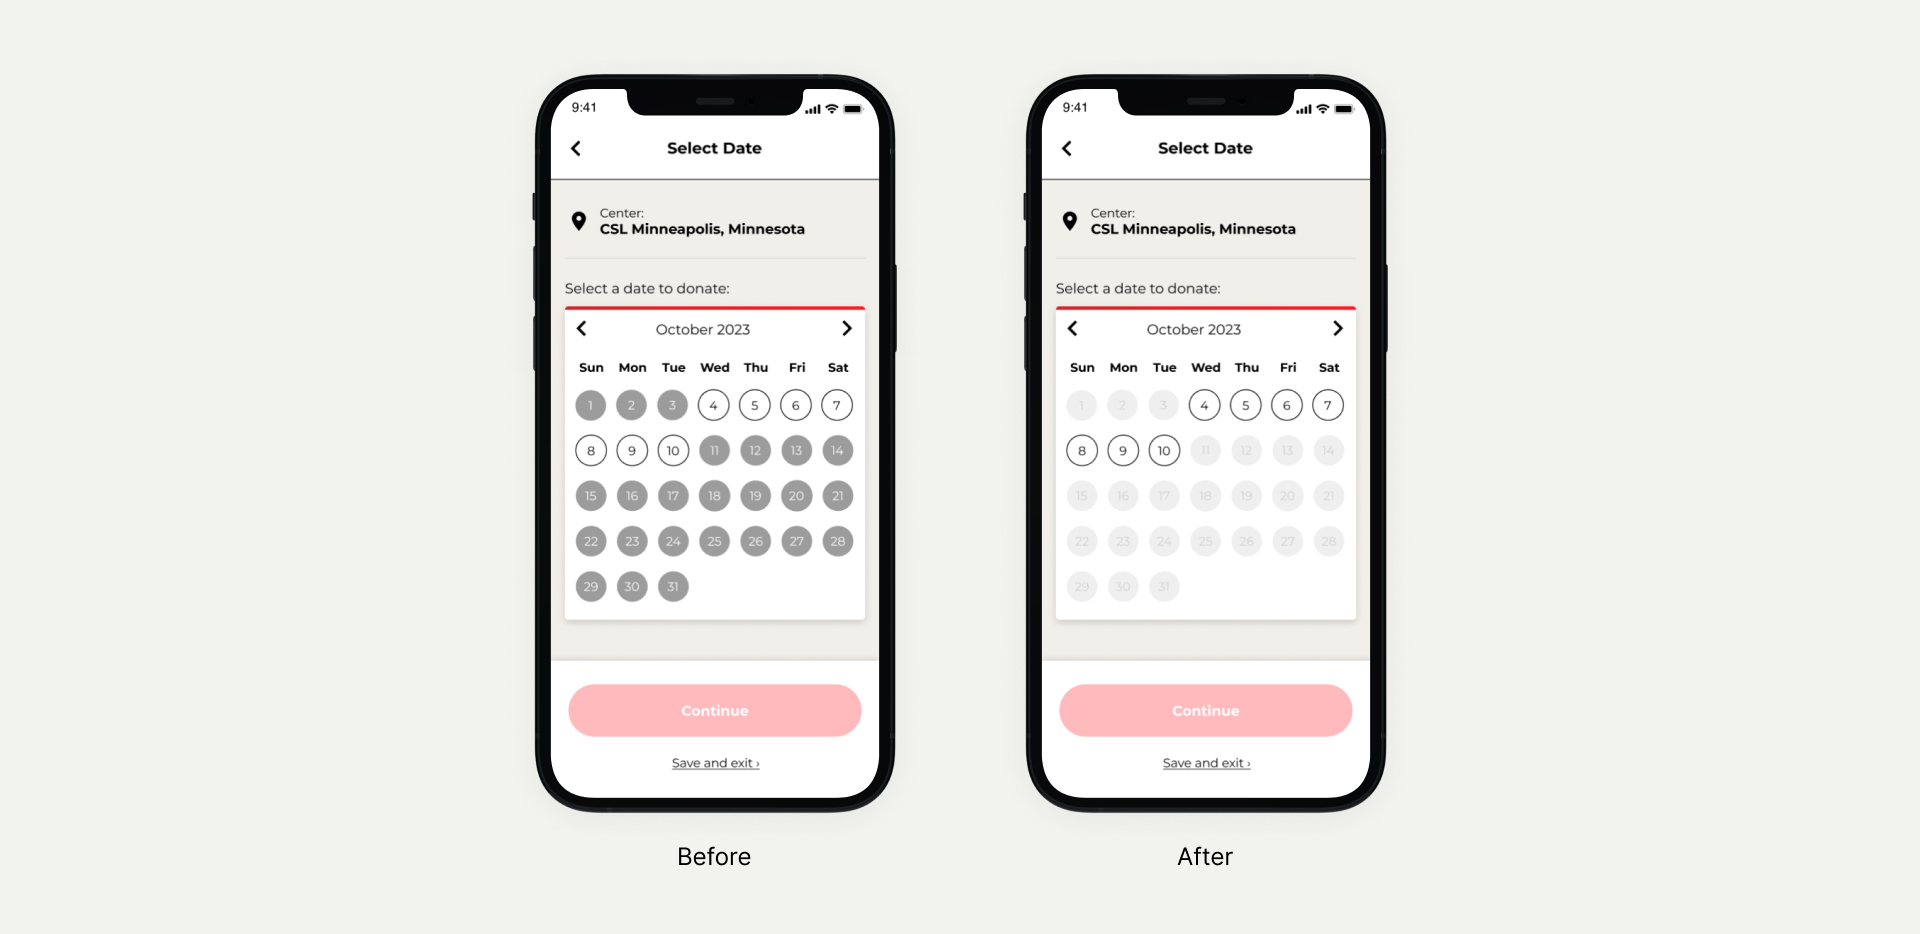 9:41
Select Date
Center:
CSL Minneapolis, Minnesota
Select a date to donate:
October 2023
Sun Mon Tue Wed Thu Fri Sat
1 2 3 4 5 6 7
8 9 10 11 12 13 14
15 16 17 18 19 20 21
22 23 24 25 26 27 28
29 30 31
Continue
Save and exit ›
Before
9:41
Select Date
Center:
CSL Minneapolis, Minnesota
Select a date to donate:
October 2023
Sun Mon Tue Wed Thu Fri Sat
1 2 3 4 5 6 7
8 9 10 11 12 13 14
15 16 17 18 19 20 21
22 23 24 25 26 27 28
29 30 31
Continue
Save and exit ›
After